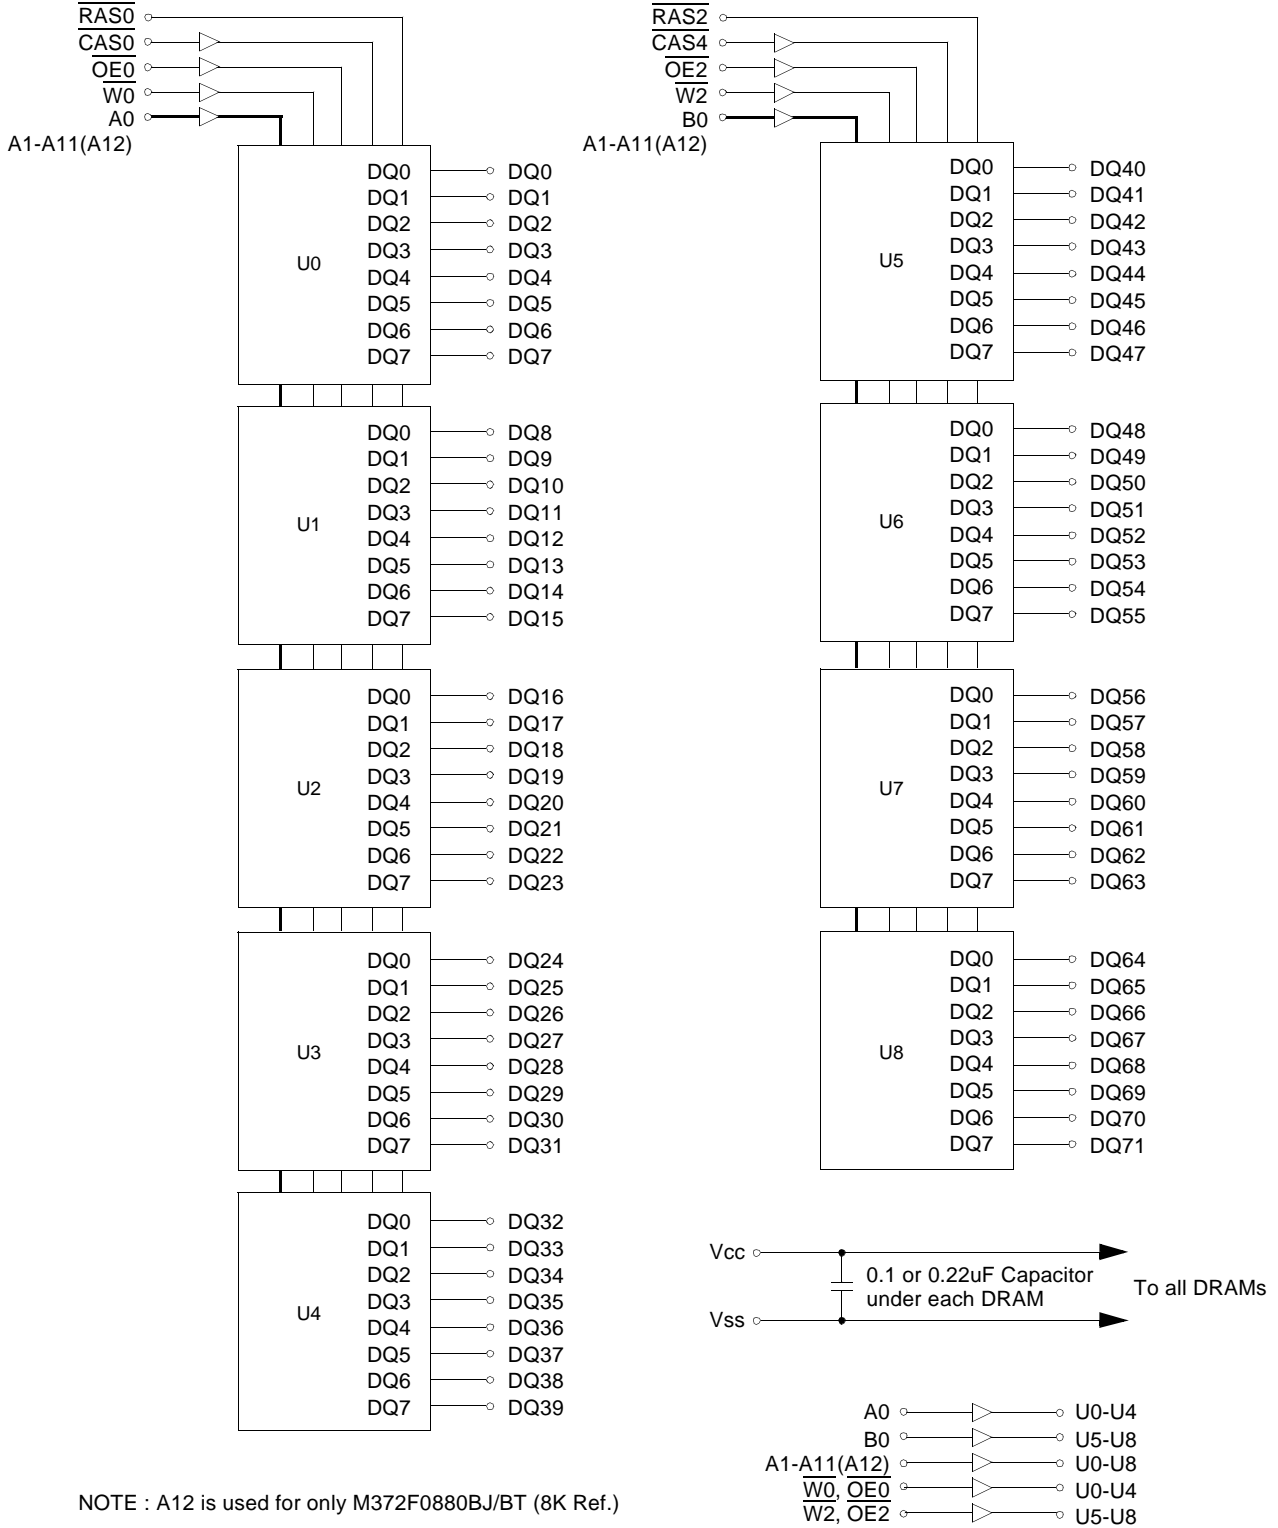 RAS0
CAS0
OE0
W0
A0
A1-A11(A12)
U0
DQ0 DQ0
DQ1 DQ1
DQ2 DQ2
DQ3 DQ3
DQ4 DQ4
DQ5 DQ5
DQ6 DQ6
DQ7 DQ7
U1
DQ0 DQ8
DQ1 DQ9
DQ2 DQ10
DQ3 DQ11
DQ4 DQ12
DQ5 DQ13
DQ6 DQ14
DQ7 DQ15
U2
DQ0 DQ16
DQ1 DQ17
DQ2 DQ18
DQ3 DQ19
DQ4 DQ20
DQ5 DQ21
DQ6 DQ22
DQ7 DQ23
U3
DQ0 DQ24
DQ1 DQ25
DQ2 DQ26
DQ3 DQ27
DQ4 DQ28
DQ5 DQ29
DQ6 DQ30
DQ7 DQ31
U4
DQ0 DQ32
DQ1 DQ33
DQ2 DQ34
DQ3 DQ35
DQ4 DQ36
DQ5 DQ37
DQ6 DQ38
DQ7 DQ39
RAS2
CAS4
OE2
W2
B0
A1-A11(A12)
U5
DQ0 DQ40
DQ1 DQ41
DQ2 DQ42
DQ3 DQ43
DQ4 DQ44
DQ5 DQ45
DQ6 DQ46
DQ7 DQ47
U6
DQ0 DQ48
DQ1 DQ49
DQ2 DQ50
DQ3 DQ51
DQ4 DQ52
DQ5 DQ53
DQ6 DQ54
DQ7 DQ55
U7
DQ0 DQ56
DQ1 DQ57
DQ2 DQ58
DQ3 DQ59
DQ4 DQ60
DQ5 DQ61
DQ6 DQ62
DQ7 DQ63
U8
DQ0 DQ64
DQ1 DQ65
DQ2 DQ66
DQ3 DQ67
DQ4 DQ68
DQ5 DQ69
DQ6 DQ70
DQ7 DQ71
Vcc
0.1 or 0.22uF Capacitor
under each DRAM
To all DRAMs
Vss
A0 U0-U4
B0 U5-U8
A1-A11(A12) U0-U8
W0, OE0 U0-U4
W2, OE2 U5-U8
NOTE : A12 is used for only M372F0880BJ/BT (8K Ref.)